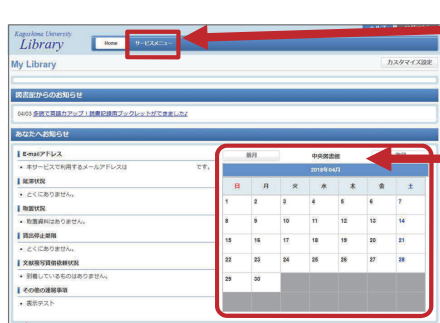 Kagoshima University
Library
Home
サービスメニュー
My Library
カスタマイズ設定
図書館からのお知らせ
04/03 多読で英語力アップ！読書記録用ブックレットができました♪
あなたへお知らせ
E-mailアドレス
・ 本サービスで利用するメールアドレスは です。
延滞状況
・ とくにありません。
取置状況
・ 取置資料はありません。
貸出停止期限
・ とくにありません。
文献複写貸借依頼状況
・ 到着しているものはありません。
その他の連絡事項
・ 表示テスト
前月 中央図書館
2018年04月
日 月 火 水 木 金 土
1 2 3 4 5 6 7
8 9 10 11 12 13 14
15 16 17 18 19 20 21
22 23 24 25 26 27 28
29 30